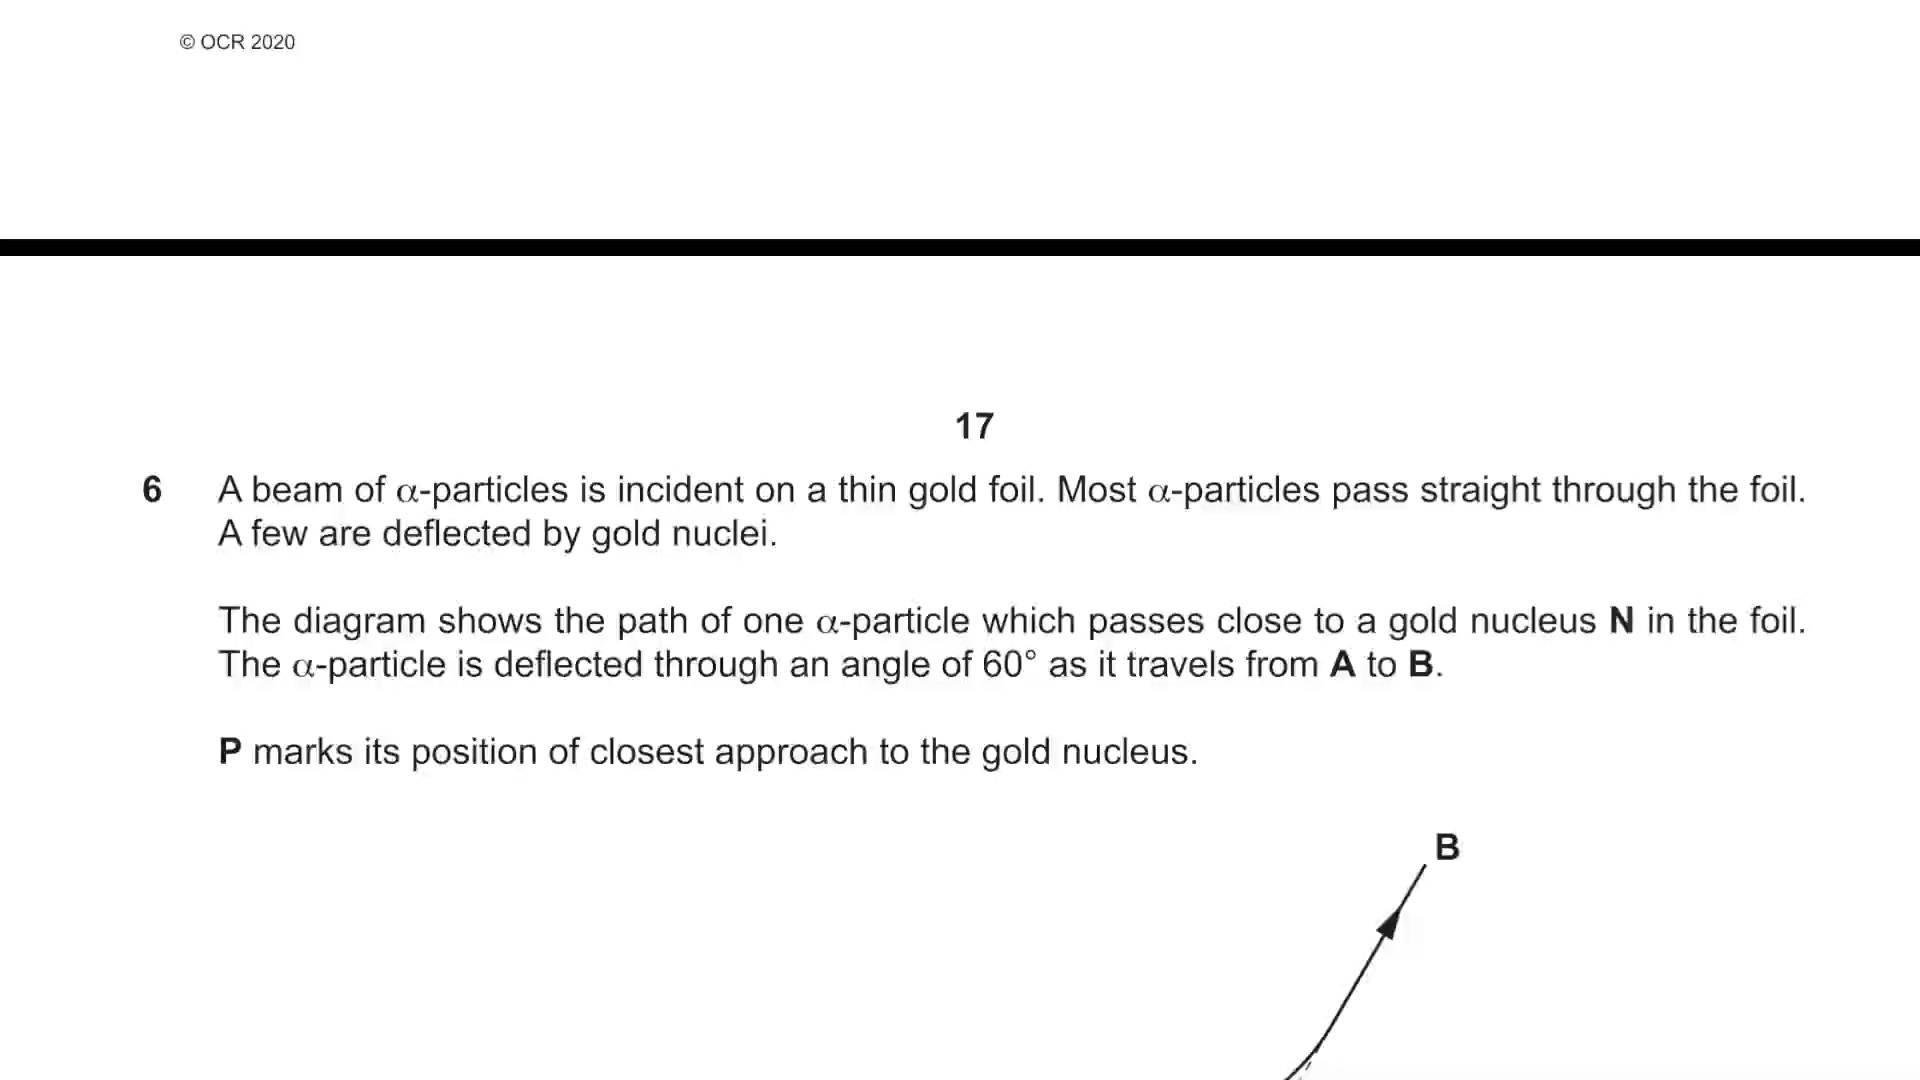 © OCR 2020
17
6 A beam of α-particles is incident on a thin gold foil. Most α-particles pass straight through the foil.
A few are deflected by gold nuclei.
The diagram shows the path of one α-particle which passes close to a gold nucleus N in the foil.
The α-particle is deflected through an angle of 60° as it travels from A to B.
P marks its position of closest approach to the gold nucleus.
B